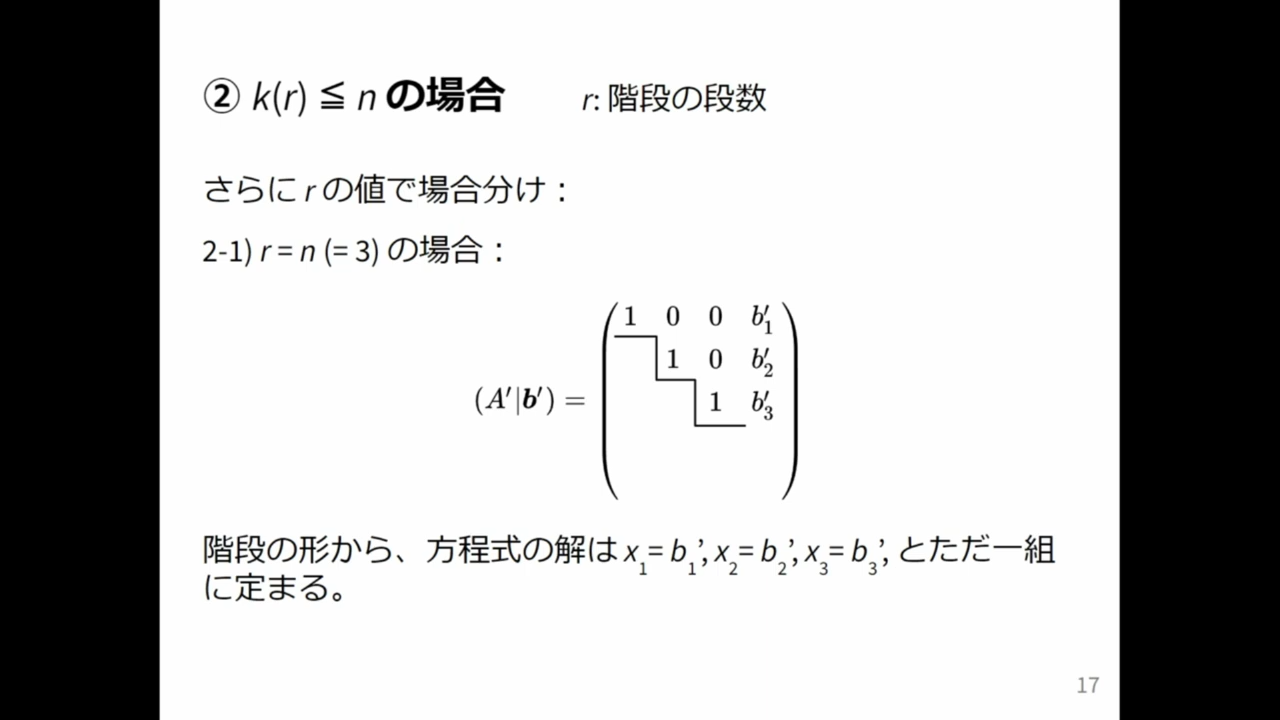 ② k(r) ≦ n の場合 r: 階段の段数
さらに r の値で場合分け：
2-1) r = n (= 3) の場合：
1 0 0 b′₁
1 0 b′₂
(A′|b′) = 1 b′₃
階段の形から、方程式の解は x₁= b₁’, x₂= b₂’, x₃= b₃’, とただ一組
に定まる。
17